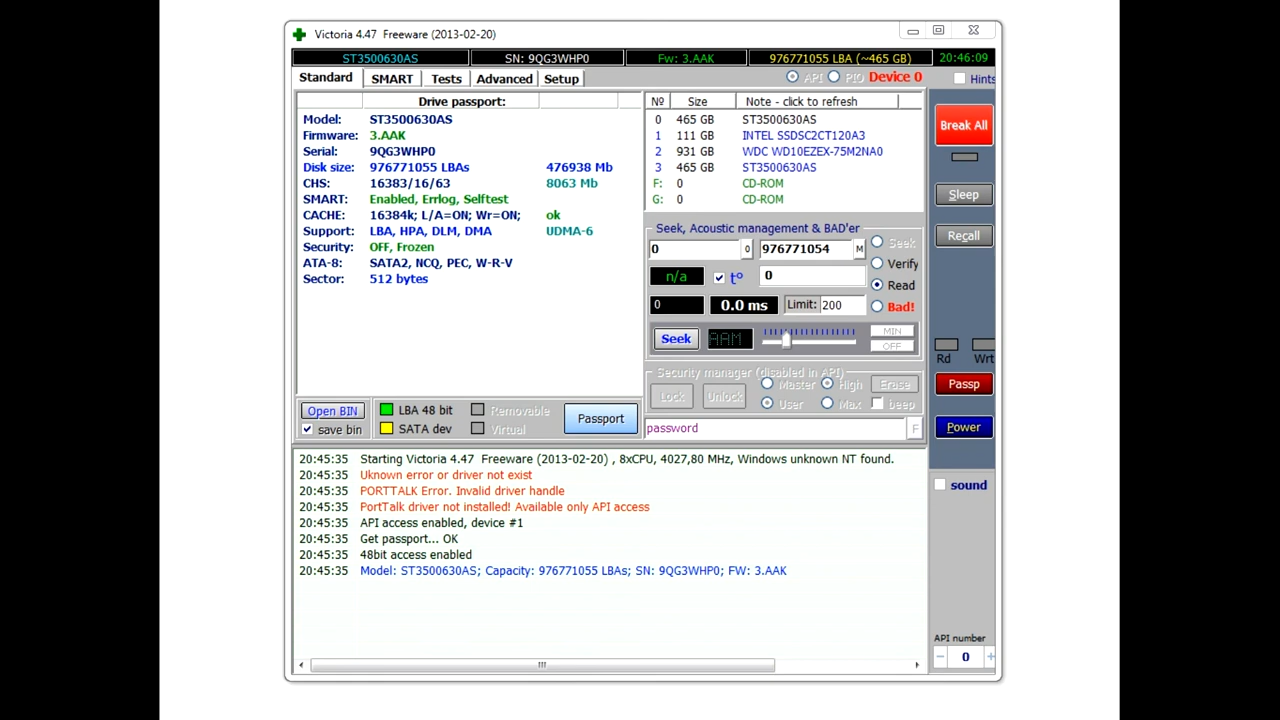 Victoria 4.47 Freeware (2013-02-20)
ST3500630AS SN: 9QG3WHP0 Fw: 3.AAK 976771055 LBA (~465 GB) 20:46:09
Standard SMART Tests Advanced Setup API PIO Device 0 Hints
Drive passport:
Model: ST3500630AS
Firmware: 3.AAK
Serial: 9QG3WHP0
Disk size: 976771055 LBAs 476938 Mb
CHS: 16383/16/63 8063 Mb
SMART: Enabled, Errlog, Selftest
CACHE: 16384k; L/A=ON; Wr=ON; ok
Support: LBA, HPA, DLM, DMA UDMA-6
Security: OFF, Frozen
ATA-8: SATA2, NCQ, PEC, W-R-V
Sector: 512 bytes
Open BIN LBA 48 bit Removable Passport
save bin SATA dev Virtual
Nº Size Note - click to refresh
0 465 GB ST3500630AS
1 111 GB INTEL SSDSC2CT120A3
2 931 GB WDC WD10EZEX-75M2NA0
3 465 GB ST3500630AS
F: 0 CD-ROM
G: 0 CD-ROM
Seek, Acoustic management & BAD'er
0 0 976771054 M Seek
n/a t° 0 Verify
Read
0 0.0 ms Limit: 200 Bad!
Seek AAM MIN
OFF
Security manager (disabled in API)
Lock Unlock Master High Erase
User Max beep
password F
Break All
Sleep
Recall
Rd Wrt
Passp
Power
sound
API number
- 0 +
20:45:35 Starting Victoria 4.47 Freeware (2013-02-20) , 8xCPU, 4027,80 MHz, Windows unknown NT found.
20:45:35 Uknown error or driver not exist
20:45:35 PORTTALK Error. Invalid driver handle
20:45:35 PortTalk driver not installed! Available only API access
20:45:35 API access enabled, device #1
20:45:35 Get passport... OK
20:45:35 48bit access enabled
20:45:35 Model: ST3500630AS; Capacity: 976771055 LBAs; SN: 9QG3WHP0; FW: 3.AAK